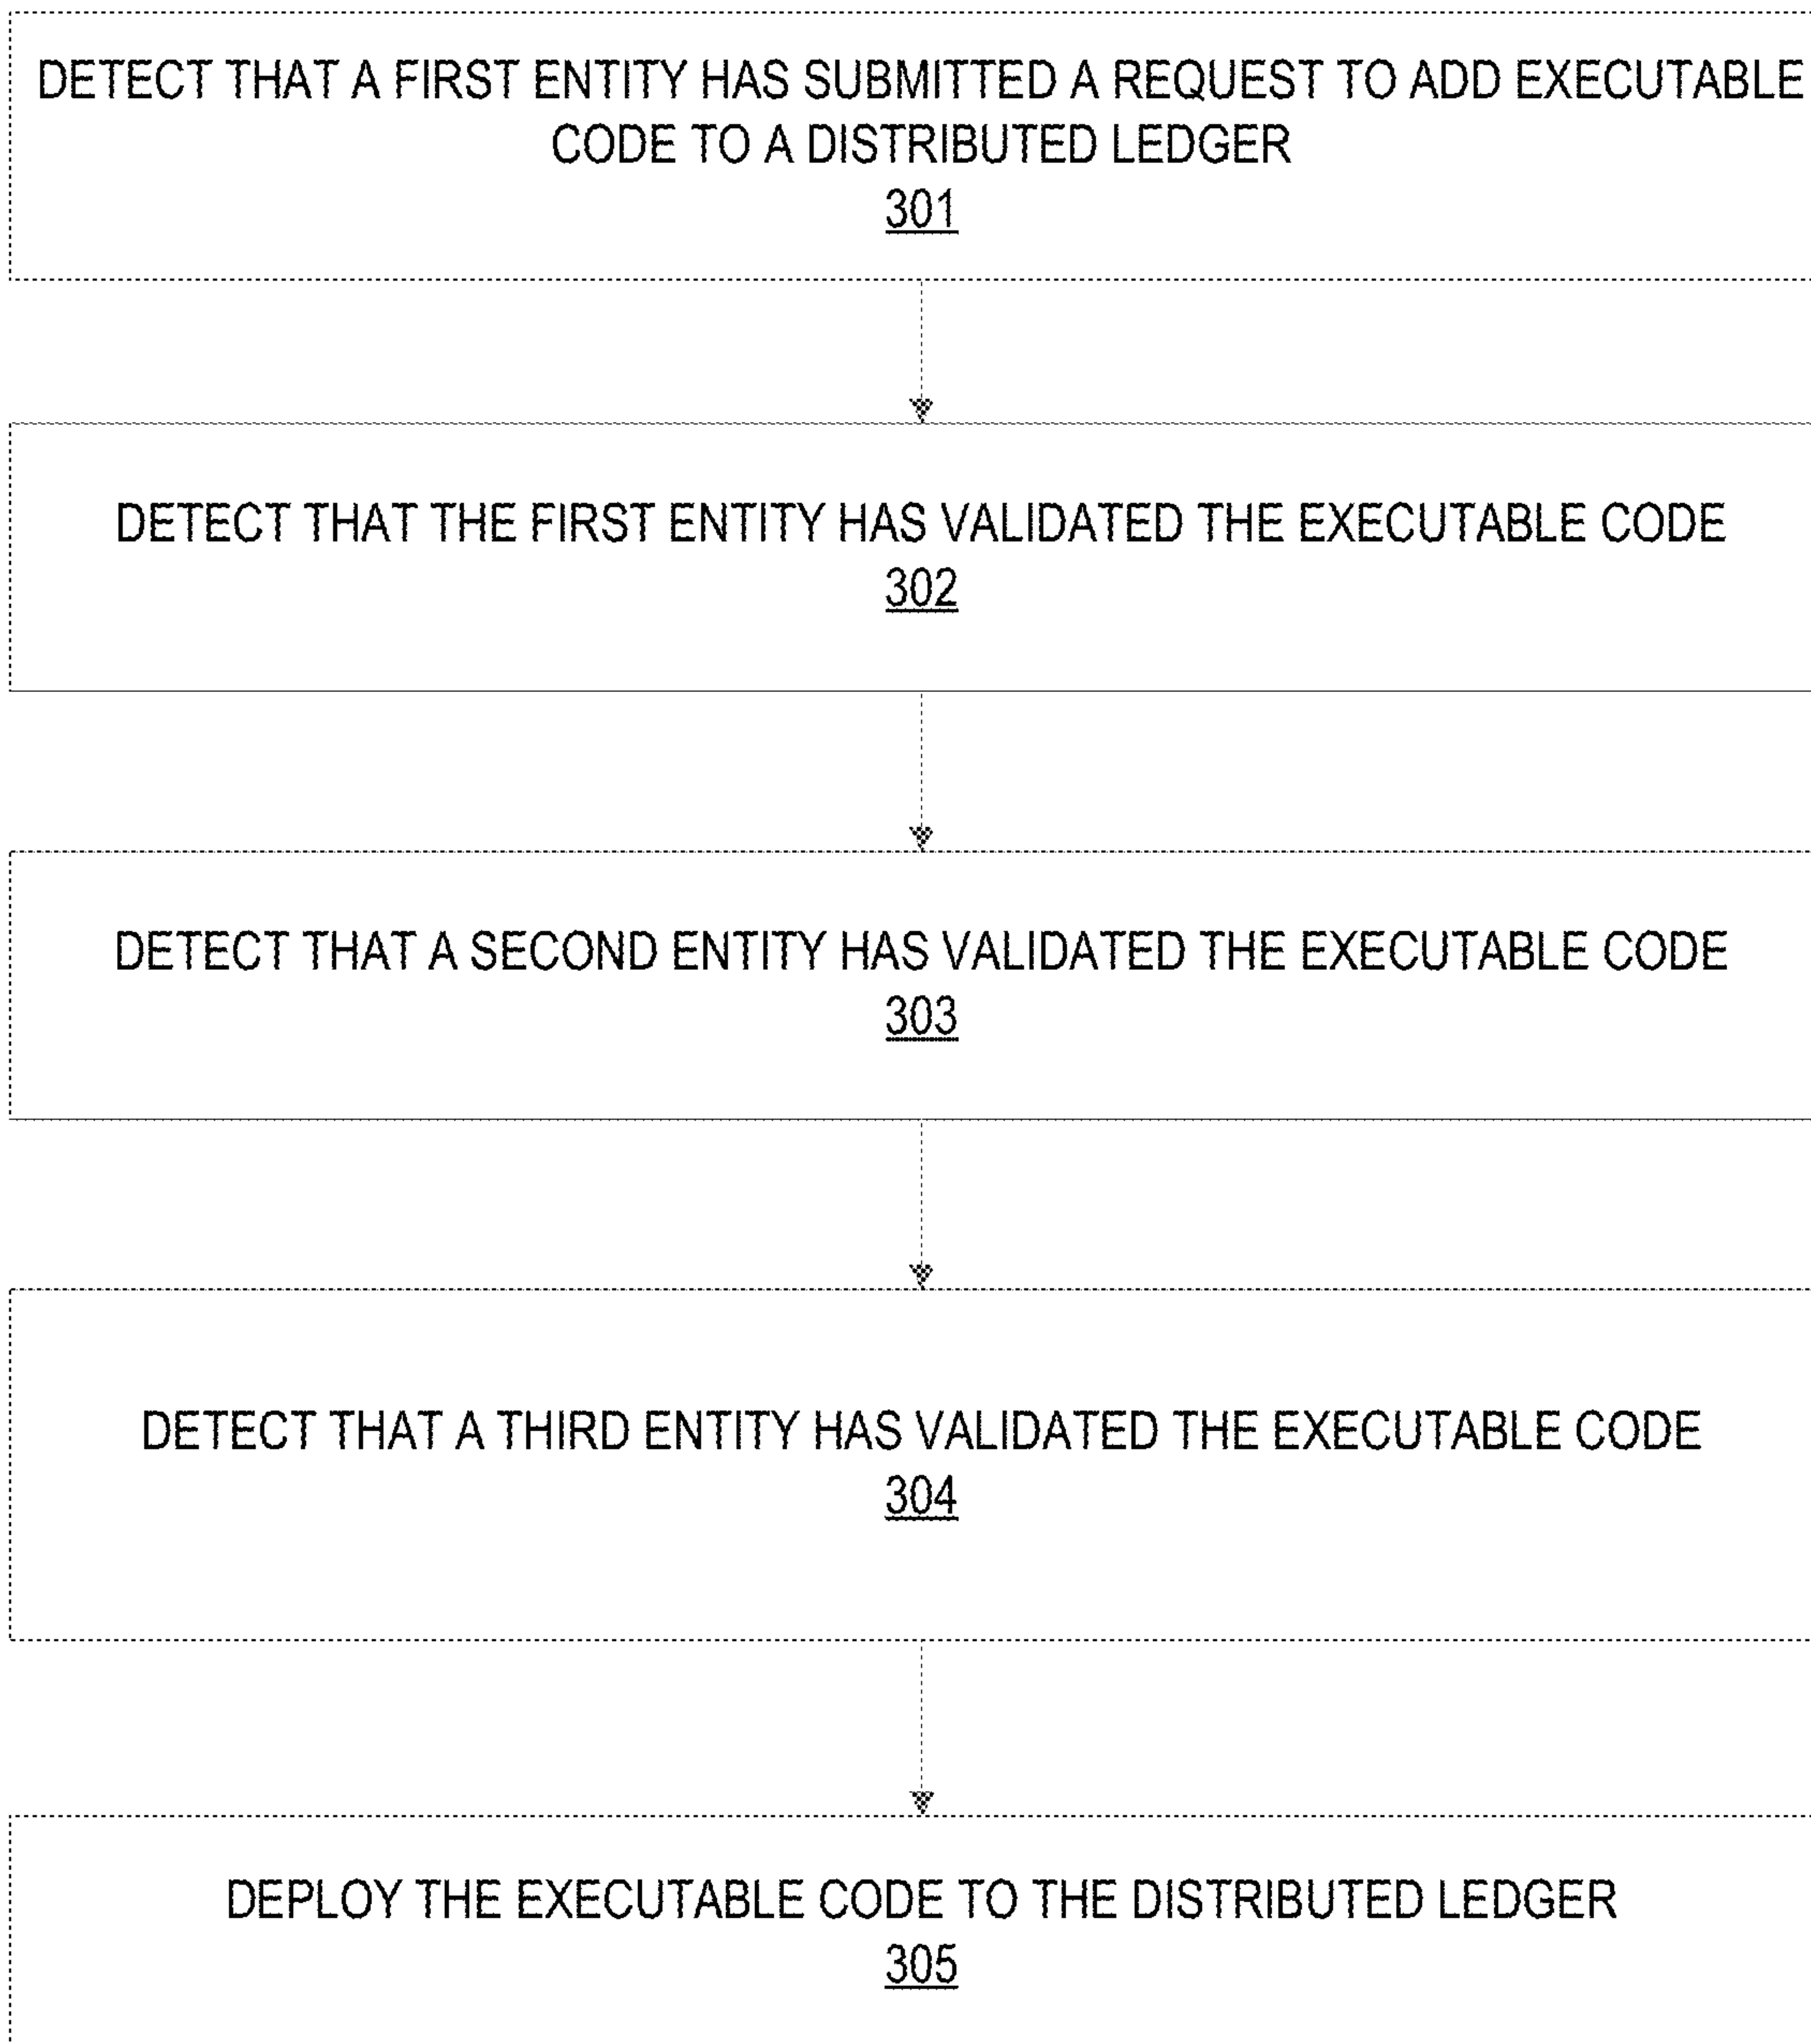 DETECT THAT A FIRST ENTITY HAS SUBMITTED A REQUEST TO ADD EXECUTABLE
CODE TO A DISTRIBUTED LEDGER
301
DETECT THAT THE FIRST ENTITY HAS VALIDATED THE EXECUTABLE CODE
302
DETECT THAT A SECOND ENTITY HAS VALIDATED THE EXECUTABLE CODE
303
DETECT THAT A THIRD ENTITY HAS VALIDATED THE EXECUTABLE CODE
304
DEPLOY THE EXECUTABLE CODE TO THE DISTRIBUTED LEDGER
305